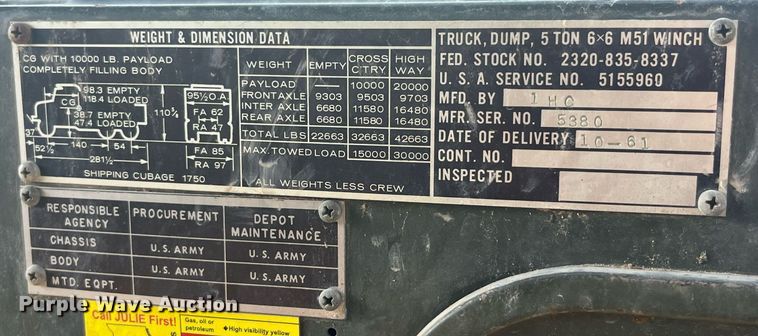 WEIGHT & DIMENSION DATA
CG WITH 10000 LB. PAYLOAD
COMPLETELY FILLING BODY
98.3 EMPTY
118.4 LOADED
CG
38.7 EMPTY
47.4 LOADED
37
52½
140
54
281½
110¾
95½O.A.
FA 62
RA 47
FA 85
RA 97
SHIPPING CUBAGE 1750
WEIGHT EMPTY CROSS C'TRY HIGH WAY
PAYLOAD — 10000 20000
FRONT AXLE 9303 9503 9703
INTER AXLE 6680 11580 16480
REAR AXLE 6680 11580 16480
TOTAL LBS 22663 32663 42663
MAX. TOWED LOAD 15000 30000
ALL WEIGHTS LESS CREW
TRUCK, DUMP, 5 TON 6×6 M51 WINCH
FED. STOCK NO. 2320-835-8337
U. S. A. SERVICE NO. 5155960
MFD. BY IHC
MFR. SER. NO. 5380
DATE OF DELIVERY 10-61
CONT. NO.
INSPECTED
RESPONSIBLE AGENCY PROCUREMENT DEPOT MAINTENANCE
CHASSIS U.S. ARMY U.S. ARMY
BODY U.S. ARMY U.S. ARMY
MTD. EQPT.
Purple Wave Auction
Call JULIE First!
Gas, oil or
petroleum
High visibility yellow